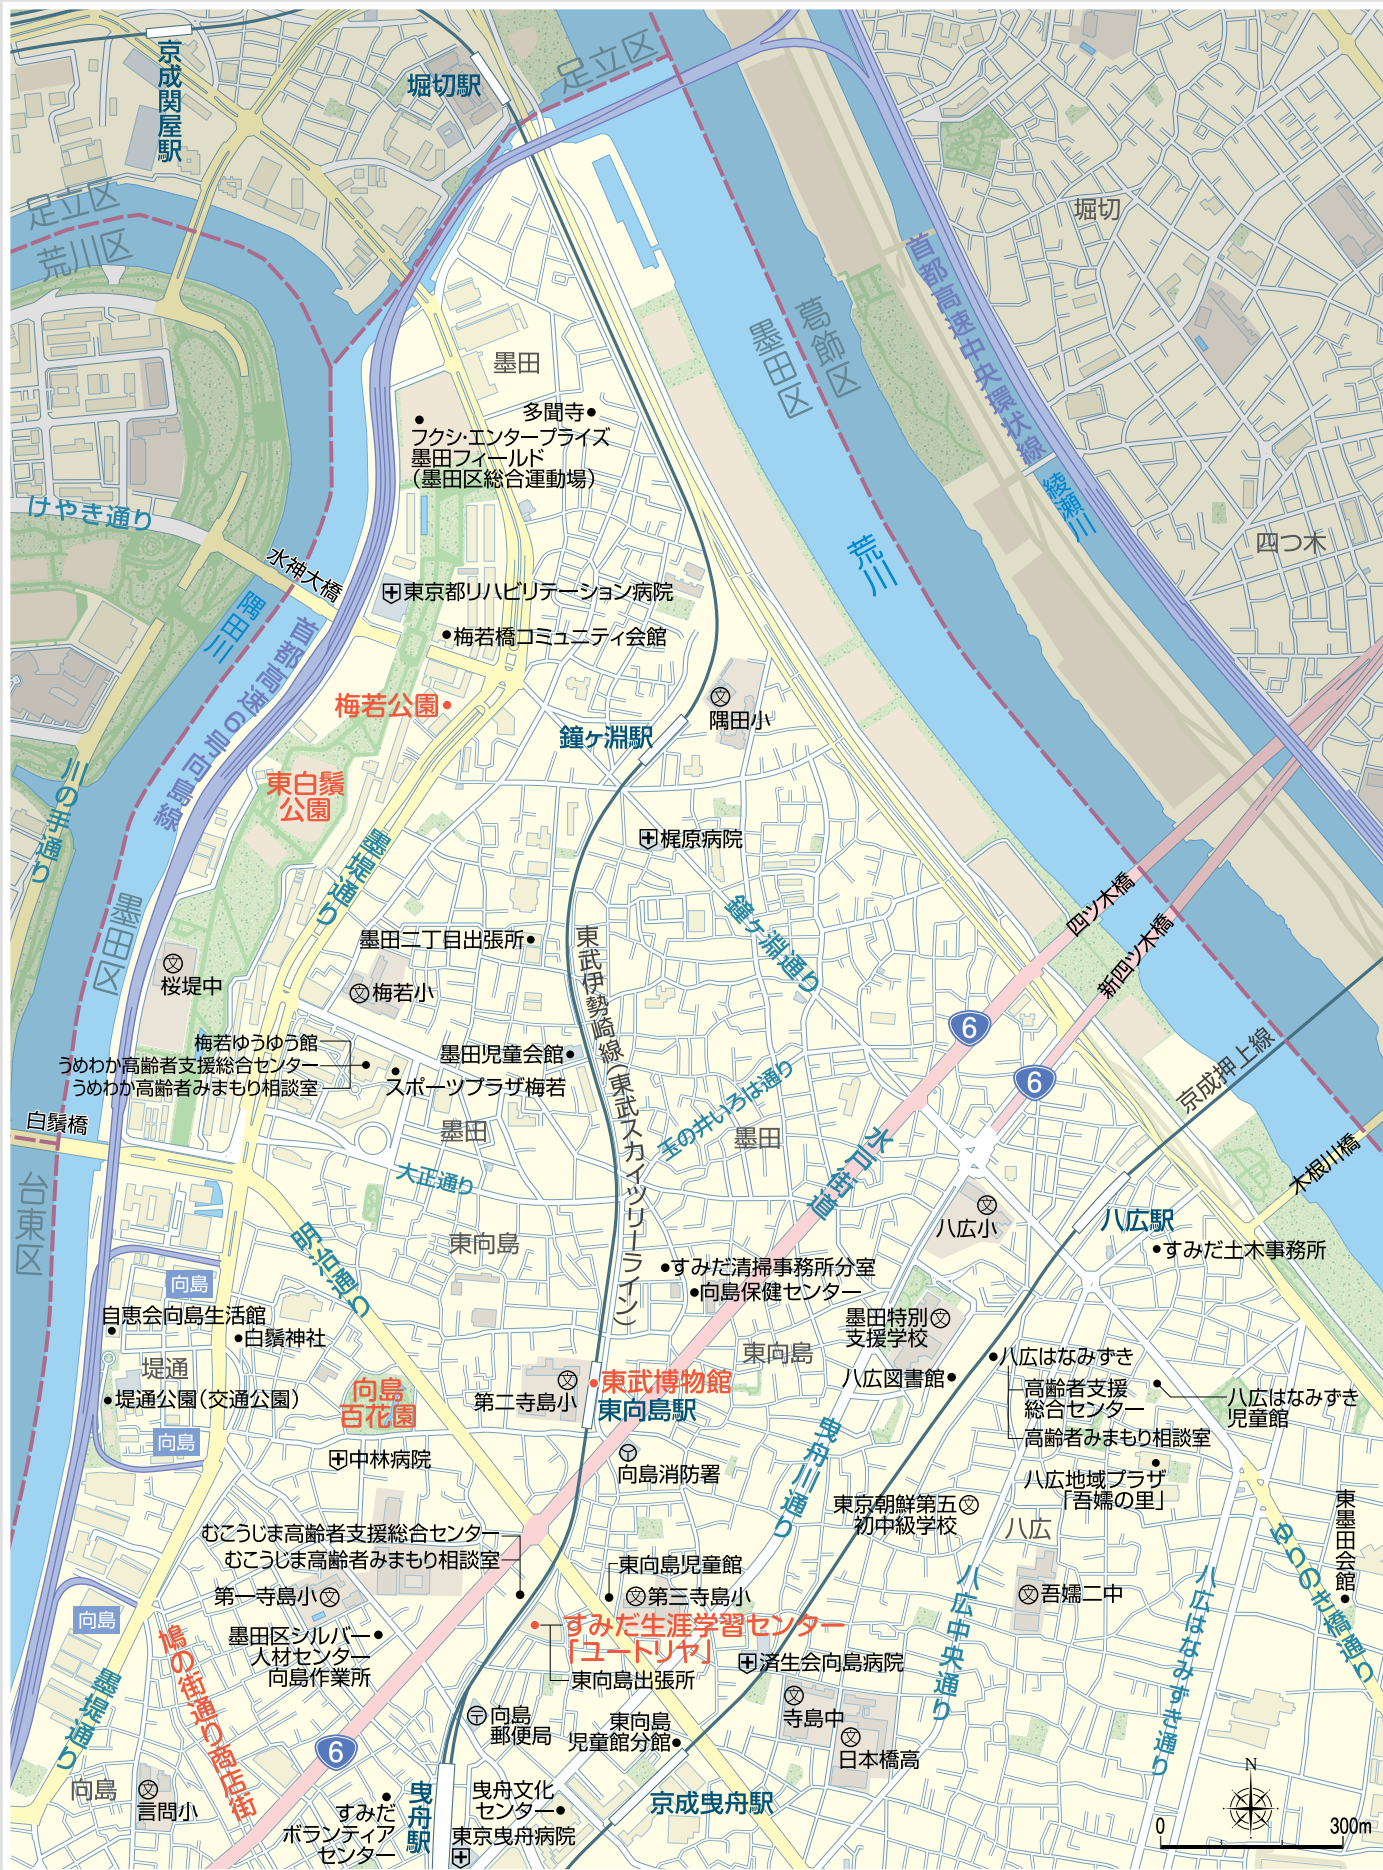 京成関屋駅
堀切駅
足立区
足立区
荒川区
堀切
首都高速中央環状線
葛飾区
墨田区
墨田
多聞寺
フクシ・エンタープライズ
墨田フィールド
（墨田区総合運動場）
けやき通り
綾瀬川
荒川
四つ木
水神大橋
隅田川
首都高速6号向島線
東京都リハビリテーション病院
梅若橋コミュニティ会館
梅若公園
隅田小
鐘ヶ淵駅
東白鬚
公園
川の手通り
墨堤通り
梶原病院
墨田区
鐘ヶ淵通り
四ツ木橋
新四ツ木橋
墨田二丁目出張所
東武伊勢崎線（東武スカイツリーライン）
桜堤中
梅若小
6
梅若ゆうゆう館
うめわか高齢者支援総合センター
うめわか高齢者みまもり相談室
墨田児童会館
スポーツプラザ梅若
6
京成押上線
玉の井いろは通り
白鬚橋
墨田
墨田
水戸街道
木根川橋
台東区
大正通り
八広小
八広駅
すみだ土木事務所
明治通り
東向島
向島
すみだ清掃事務所分室
向島保健センター
自恵会向島生活館
白鬚神社
墨田特別
支援学校
東向島
堤通
八広はなみずき
高齢者支援
総合センター
高齢者みまもり相談室
八広図書館
八広はなみずき
児童館
堤通公園（交通公園）
向島
百花園
第二寺島小
東武博物館
東向島駅
向島
中林病院
向島消防署
曳舟川通り
八広地域プラザ
「吾嬬の里」
東京朝鮮第五
初中級学校
八広
東墨田会館
ゆりのき橋通り
むこうじま高齢者支援総合センター
むこうじま高齢者みまもり相談室
東向島児童館
第三寺島小
第一寺島小
吾嬬二中
八広中央通り
八広はなみずき通り
向島
すみだ生涯学習センター
「ユートリヤ」
東向島出張所
墨田区シルバー
人材センター
向島作業所
鳩の街通り商店街
済生会向島病院
墨堤通り
寺島中
日本橋高
向島
郵便局
東向島
児童館分館
6
向島
言問小
すみだ
ボランティア
センター
曳舟駅
曳舟文化
センター
東京曳舟病院
京成曳舟駅
N
0
300m